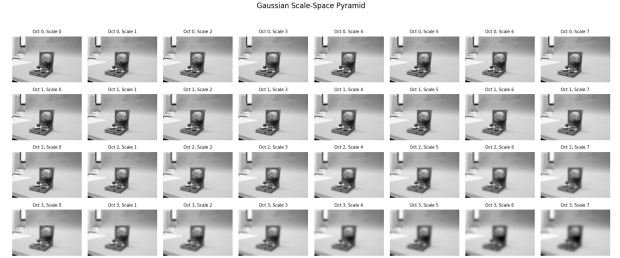 Gaussian Scale-Space Pyramid
Oct 0, Scale 0 Oct 0, Scale 1 Oct 0, Scale 2 Oct 0, Scale 3 Oct 0, Scale 4 Oct 0, Scale 5 Oct 0, Scale 6 Oct 0, Scale 7
Oct 1, Scale 0 Oct 1, Scale 1 Oct 1, Scale 2 Oct 1, Scale 3 Oct 1, Scale 4 Oct 1, Scale 5 Oct 1, Scale 6 Oct 1, Scale 7
Oct 2, Scale 0 Oct 2, Scale 1 Oct 2, Scale 2 Oct 2, Scale 3 Oct 2, Scale 4 Oct 2, Scale 5 Oct 2, Scale 6 Oct 2, Scale 7
Oct 3, Scale 0 Oct 3, Scale 1 Oct 3, Scale 2 Oct 3, Scale 3 Oct 3, Scale 4 Oct 3, Scale 5 Oct 3, Scale 6 Oct 3, Scale 7